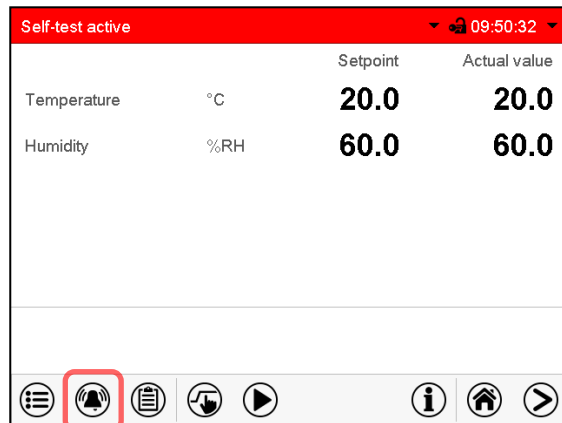 Self-test active 09:50:32
Setpoint Actual value
Temperature °C 20.0 20.0
Humidity %RH 60.0 60.0